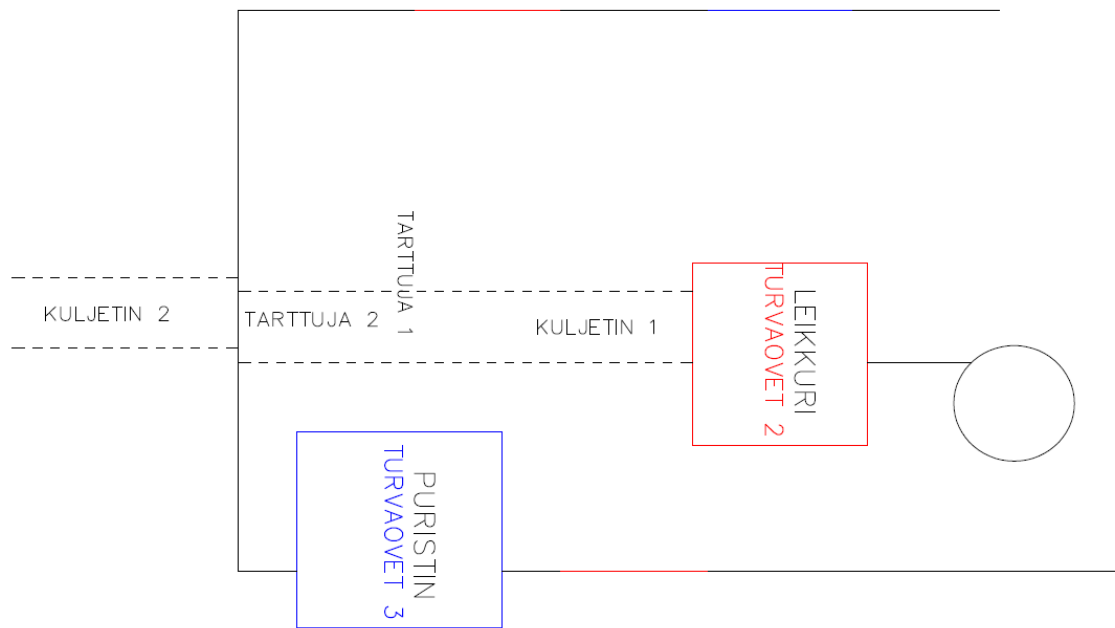 KULJETIN 2
TARTTUJA 2
TARTTUJA 1
KULJETIN 1
LEIKKURI
TURVAOVET 2
PURISTIN
TURVAOVET 3